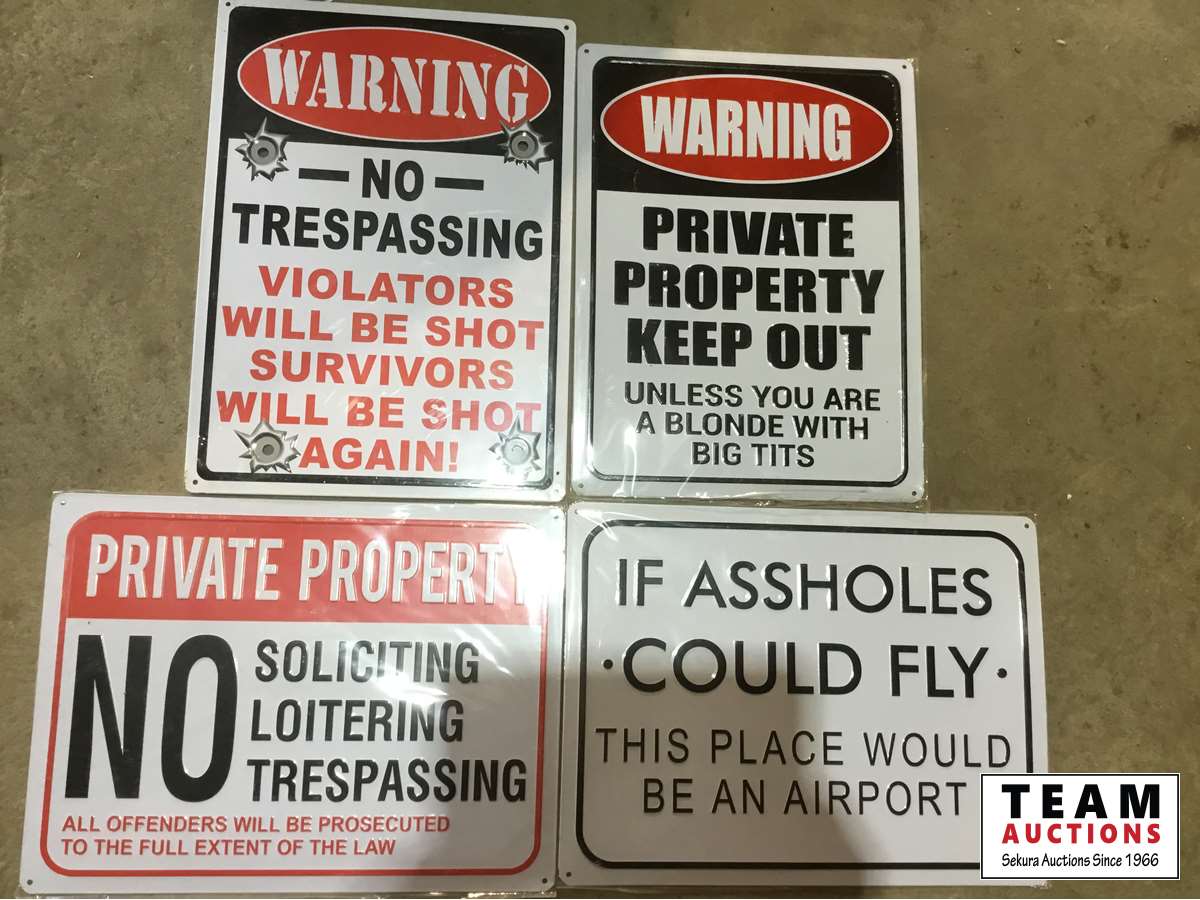 WARNING
— NO —
TRESPASSING
VIOLATORS
WILL BE SHOT
SURVIVORS
WILL BE SHOT
AGAIN!
WARNING
PRIVATE
PROPERTY
KEEP OUT
UNLESS YOU ARE
A BLONDE WITH
BIG TITS
PRIVATE PROPERTY
NO
SOLICITING
LOITERING
TRESPASSING
ALL OFFENDERS WILL BE PROSECUTED
TO THE FULL EXTENT OF THE LAW
IF ASSHOLES
·COULD FLY·
THIS PLACE WOULD
BE AN AIRPORT
TEAM
AUCTIONS
Sekura Auctions Since 1966